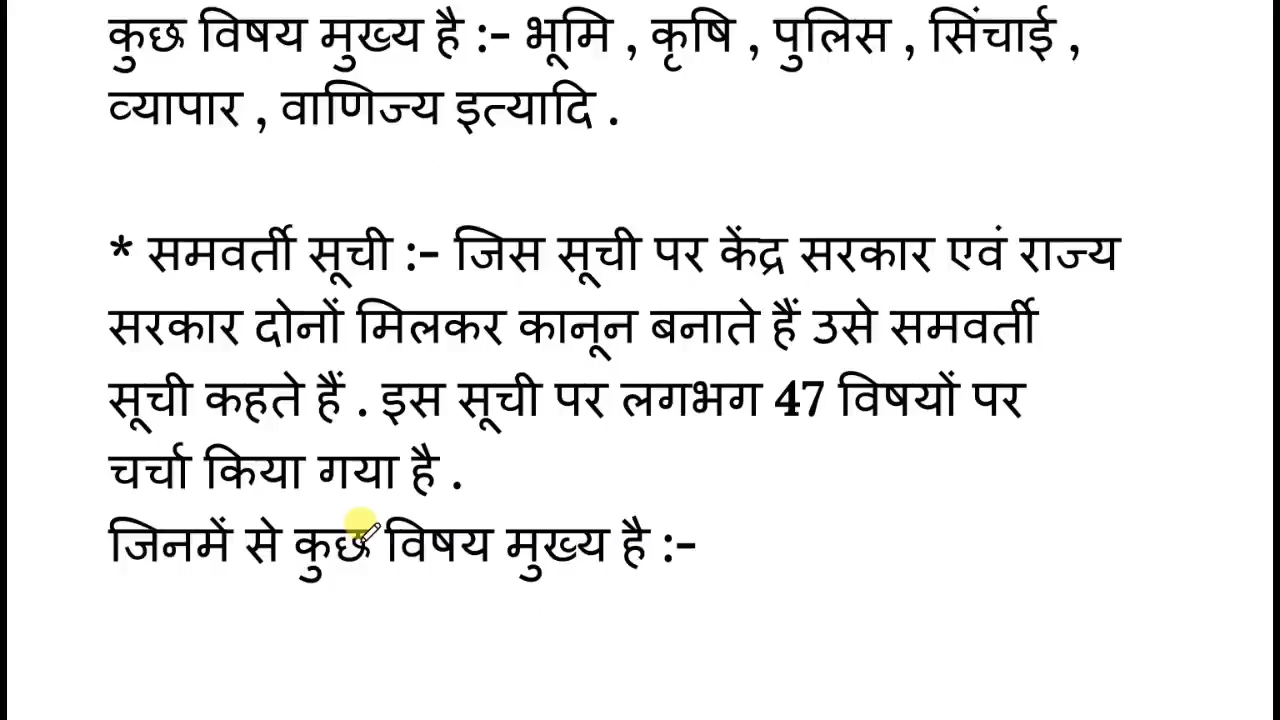 कुछ विषय मुख्य है :- भूमि , कृषि , पुलिस , सिंचाई ,
व्यापार , वाणिज्य इत्यादि .
* समवर्ती सूची :- जिस सूची पर केंद्र सरकार एवं राज्य
सरकार दोनों मिलकर कानून बनाते हैं उसे समवर्ती
सूची कहते हैं . इस सूची पर लगभग 47 विषयों पर
चर्चा किया गया है .
जिनमें से कुछ विषय मुख्य है :-